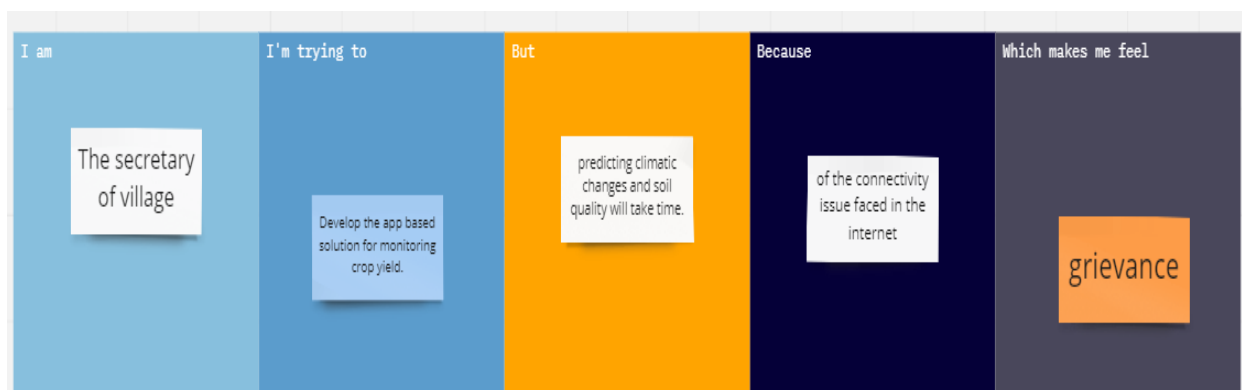 I am
The secretary
of village
I'm trying to
Develop the app based
solution for monitoring
crop yield.
But
predicting climatic
changes and soil
quality will take time.
Because
of the connectivity
issue faced in the
internet
Which makes me feel
grievance